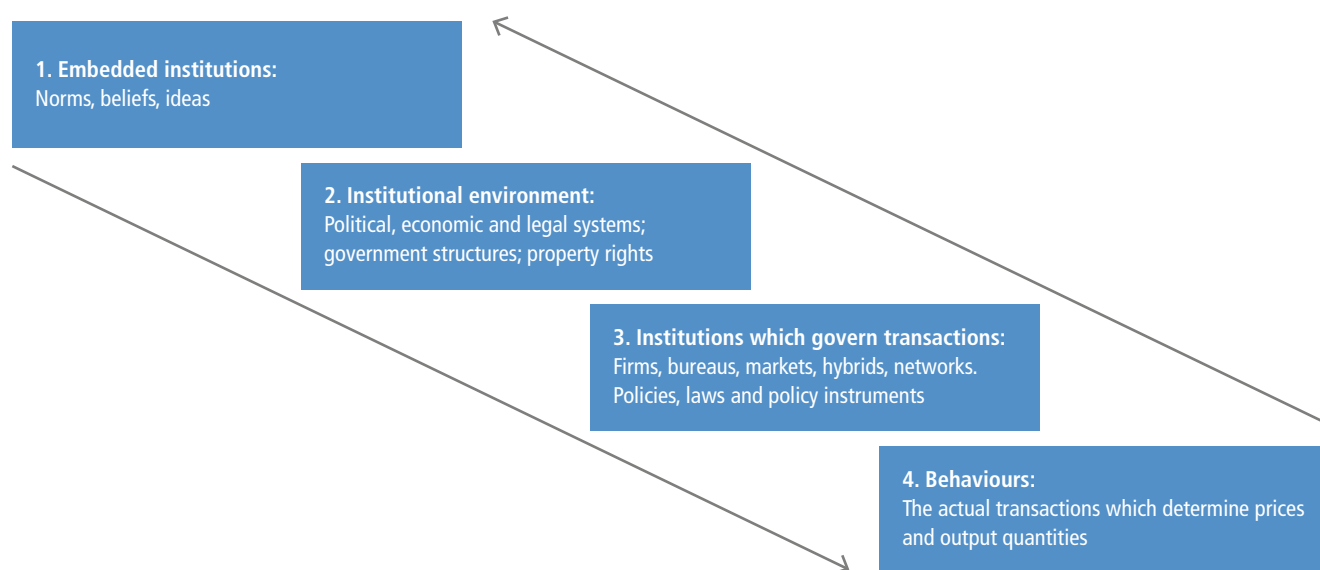 1. Embedded institutions:
Norms, beliefs, ideas
2. Institutional environment:
Political, economic and legal systems;
government structures; property rights
3. Institutions which govern transactions:
Firms, bureaus, markets, hybrids, networks.
Policies, laws and policy instruments
4. Behaviours:
The actual transactions which determine prices
and output quantities